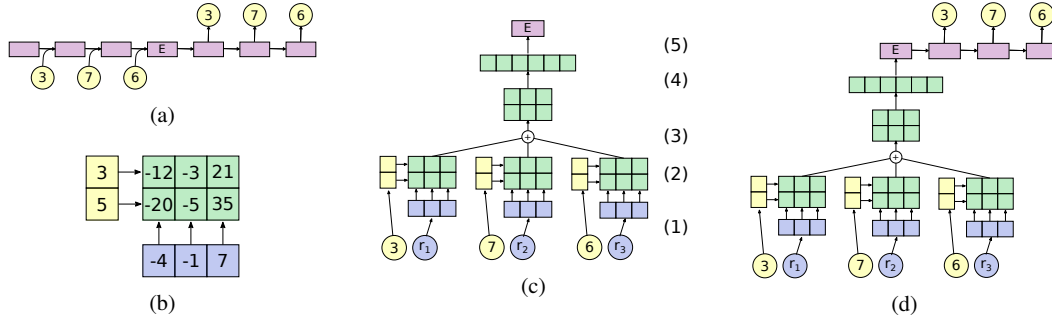 3 7 6
E
3 7 6
(a)
3 -12 -3 21
5 -20 -5 35
-4 -1 7
(b)
E
(5)
(4)
(3)
(2)
(1)
3 r1 7 r2 6 r3
(c)
3 7 6
E
3 r1 7 r2 6 r3
(d)